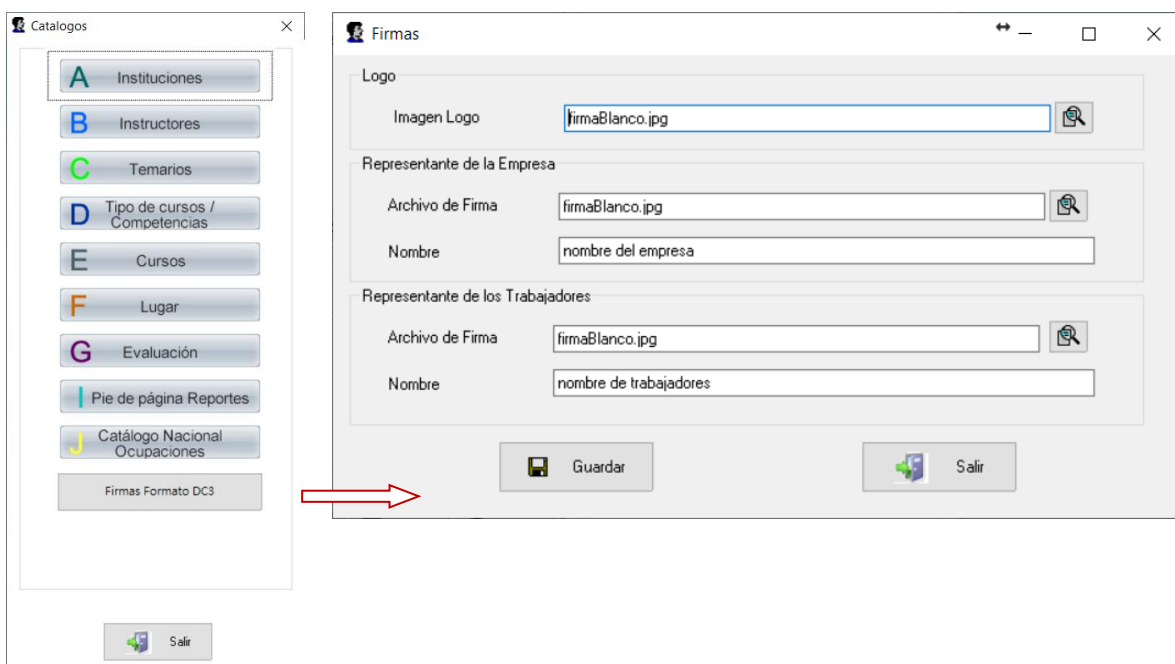 Catalogos
A Instituciones
B Instructores
C Temarios
D Tipo de cursos /
Competencias
E Cursos
F Lugar
G Evaluación
I Pie de página Reportes
J Catálogo Nacional
Ocupaciones
Firmas Formato DC3
Salir
Firmas
Logo
Imagen Logo firmaBlanco.jpg
Representante de la Empresa
Archivo de Firma firmaBlanco.jpg
Nombre nombre del empresa
Representante de los Trabajadores
Archivo de Firma firmaBlanco.jpg
Nombre nombre de trabajadores
Guardar Salir